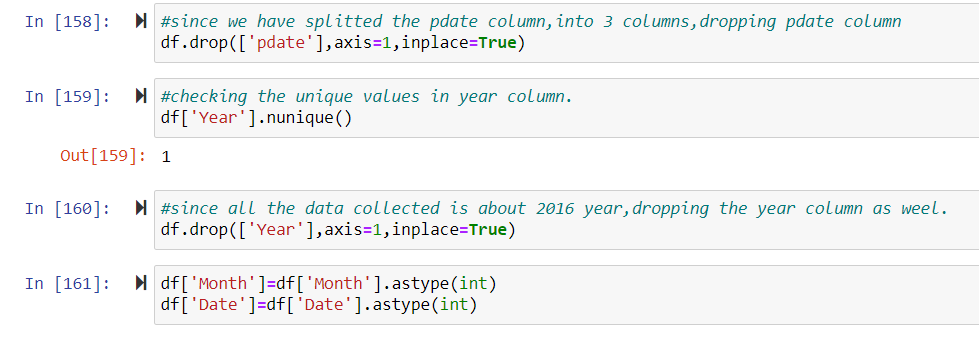 In [158]: #since we have splitted the pdate column,into 3 columns,dropping pdate column
df.drop(['pdate'],axis=1,inplace=True)
In [159]: #checking the unique values in year column.
df['Year'].nunique()
Out[159]: 1
In [160]: #since all the data collected is about 2016 year,dropping the year column as weel.
df.drop(['Year'],axis=1,inplace=True)
In [161]: df['Month']=df['Month'].astype(int)
df['Date']=df['Date'].astype(int)